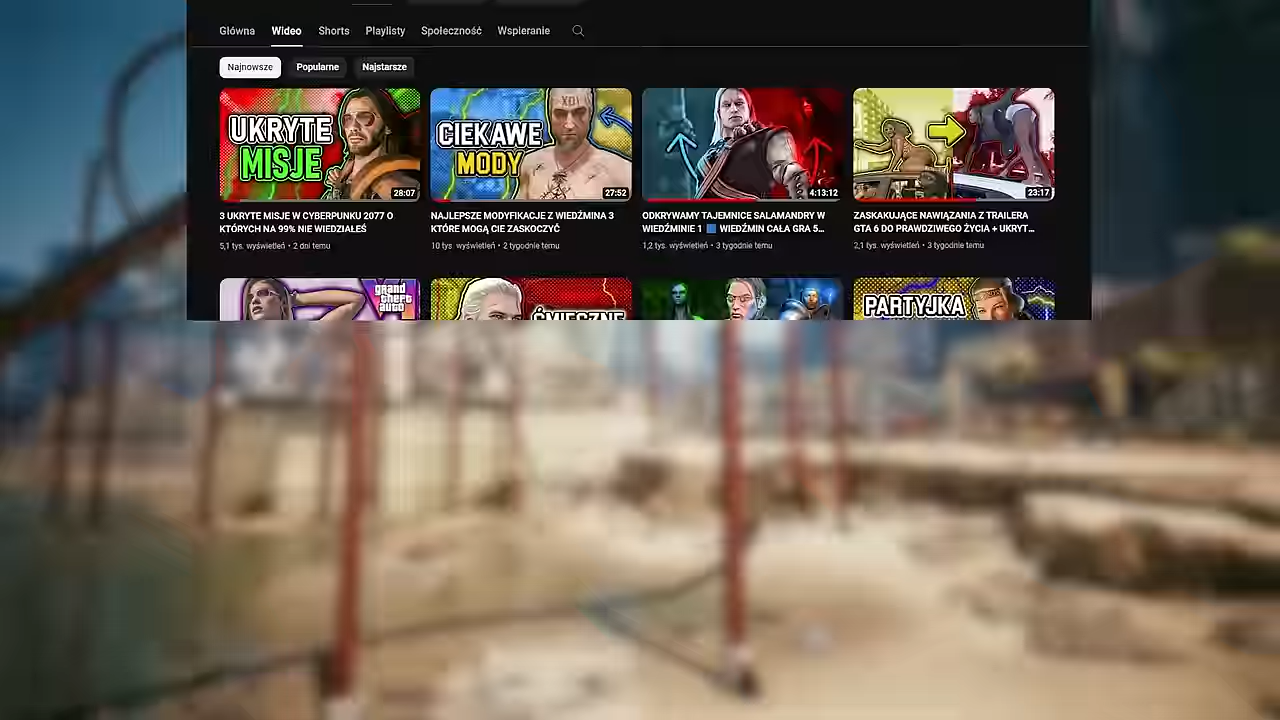 Główna Wideo Shorts Playlisty Społeczność Wspieranie
Najnowsze Popularne Najstarsze
UKRYTE
MISJE
28:07
CIEKAWE
MODY
27:52
4:13:12
23:17
3 UKRYTE MISJE W CYBERPUNKU 2077 O
KTÓRYCH NA 99% NIE WIEDZIAŁEŚ
5,1 tys. wyświetleń • 2 dni temu
NAJLEPSZE MODYFIKACJE Z WIEDŹMINA 3
KTÓRE MOGĄ CIE ZASKOCZYĆ
10 tys. wyświetleń • 2 tygodnie temu
ODKRYWAMY TAJEMNICE SALAMANDRY W
WIEDŹMINIE 1 🟦 WIEDŹMIN CAŁA GRA 5...
1,2 tys. wyświetleń • 3 tygodnie temu
ZASKAKUJĄCE NAWIĄZANIA Z TRAILERA
GTA 6 DO PRAWDZIWEGO ŻYCIA + UKRYT...
2,1 tys. wyświetleń • 3 tygodnie temu
grand
theft
auto
ŚMIESZNE
PARTYJKA